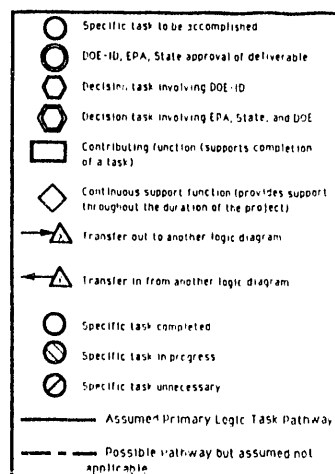 Specific task to be accomplished
DOE-ID, EPA, State approval of deliverable
Decision task involving DOE-ID
Decision task involving EPA, State, and DOE
Contributing function (supports completion
of a task)
Continuous support function (provides support
throughout the duration of the project)
Transfer out to another logic diagram
Transfer in from another logic diagram
Specific task completed
Specific task in progress
Specific task unnecessary
Assumed Primary Logic Task Pathway
Possible Pathway but assumed not
applicable